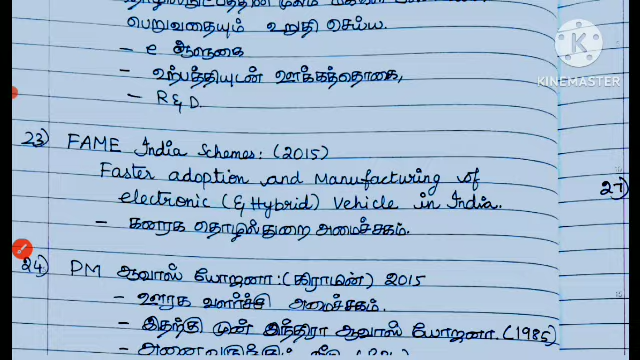 பெறுவதையும் உறுதி செய்ய.
- e ஆளுகை
- உற்பத்தியுடன் ஊக்கத்தொகை,
- R & D.
23) FAME India Schemes: (2015)
Faster adoption and Manufacturing of
electronic (& Hybrid) Vehicle in India.
- கனரக தொழில்துறை அமைச்சகம்.
24) PM ஆவாஸ் யோஜனா: (கிராமின்) 2015
- ஊரக வளர்ச்சி அமைச்சகம்.
- இதற்கு முன் இந்திரா ஆவாஸ் யோஜனா. (1985)
27)
KINEMASTER